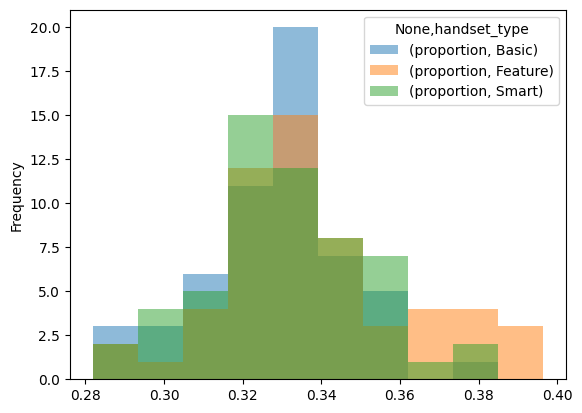 None,handset_type
(proportion, Basic)
(proportion, Feature)
(proportion, Smart)
Frequency
20.0
17.5
15.0
12.5
10.0
7.5
5.0
2.5
0.0
0.28 0.30 0.32 0.34 0.36 0.38 0.40